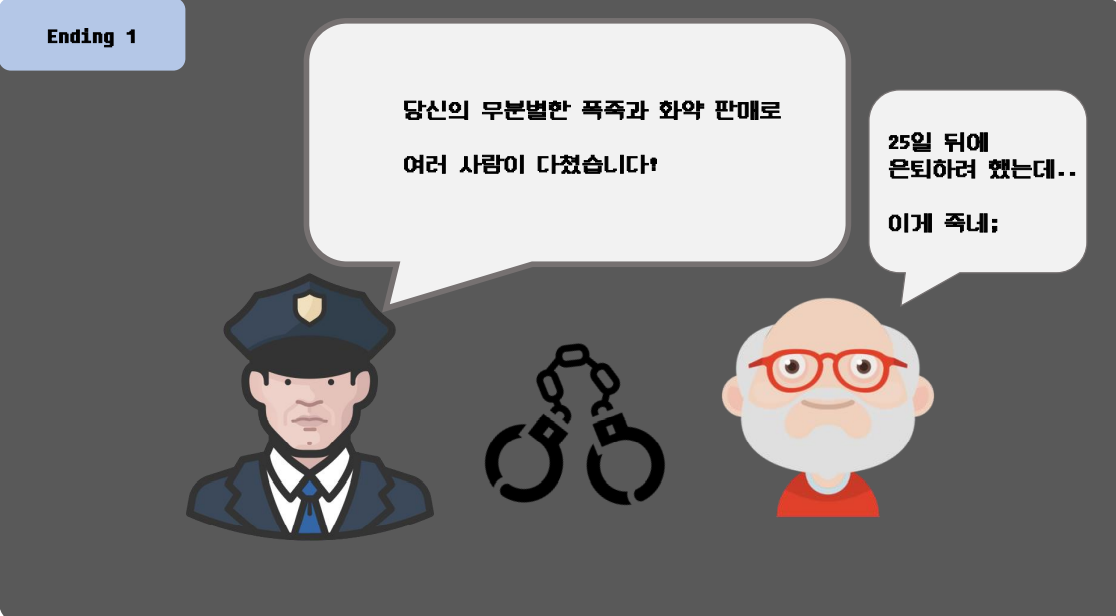 Ending 1
당신의 무분별한 폭죽과 화약 판매로
여러 사람이 다쳤습니다!
25일 뒤에
은퇴하려 했는데..
이게 죽네;